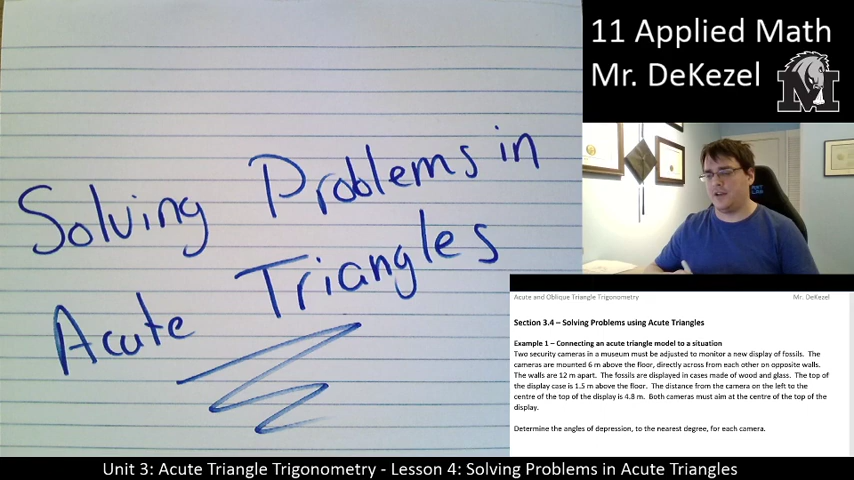 11 Applied Math
Mr. DeKezel
M
Solving Problems in
Acute Triangles
Acute and Oblique Triangle Trigonometry
Mr. DeKezel
Section 3.4 – Solving Problems using Acute Triangles
Example 1 – Connecting an acute triangle model to a situation
Two security cameras in a museum must be adjusted to monitor a new display of fossils. The
cameras are mounted 6 m above the floor, directly across from each other on opposite walls.
The walls are 12 m apart. The fossils are displayed in cases made of wood and glass. The top of
the display case is 1.5 m above the floor. The distance from the camera on the left to the
centre of the top of the display is 4.8 m. Both cameras must aim at the centre of the top of the
display.
Determine the angles of depression, to the nearest degree, for each camera.
Unit 3: Acute Triangle Trigonometry - Lesson 4: Solving Problems in Acute Triangles